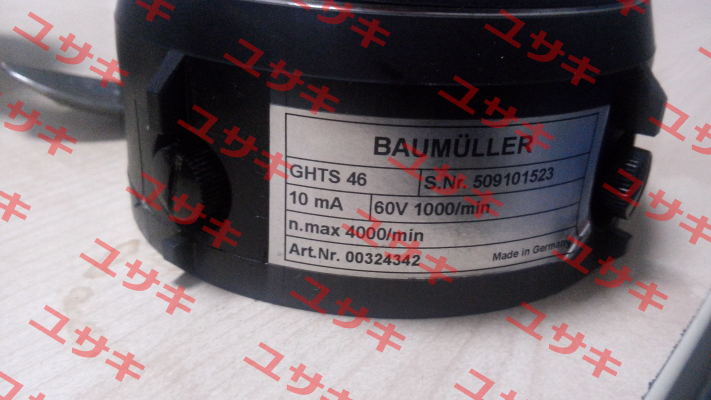 BAUMÜLLER
GHTS 46 S.Nr. 509101523
10 mA 60V 1000/min
n.max 4000/min
Art.Nr. 00324342 Made in Germany
ユサキ